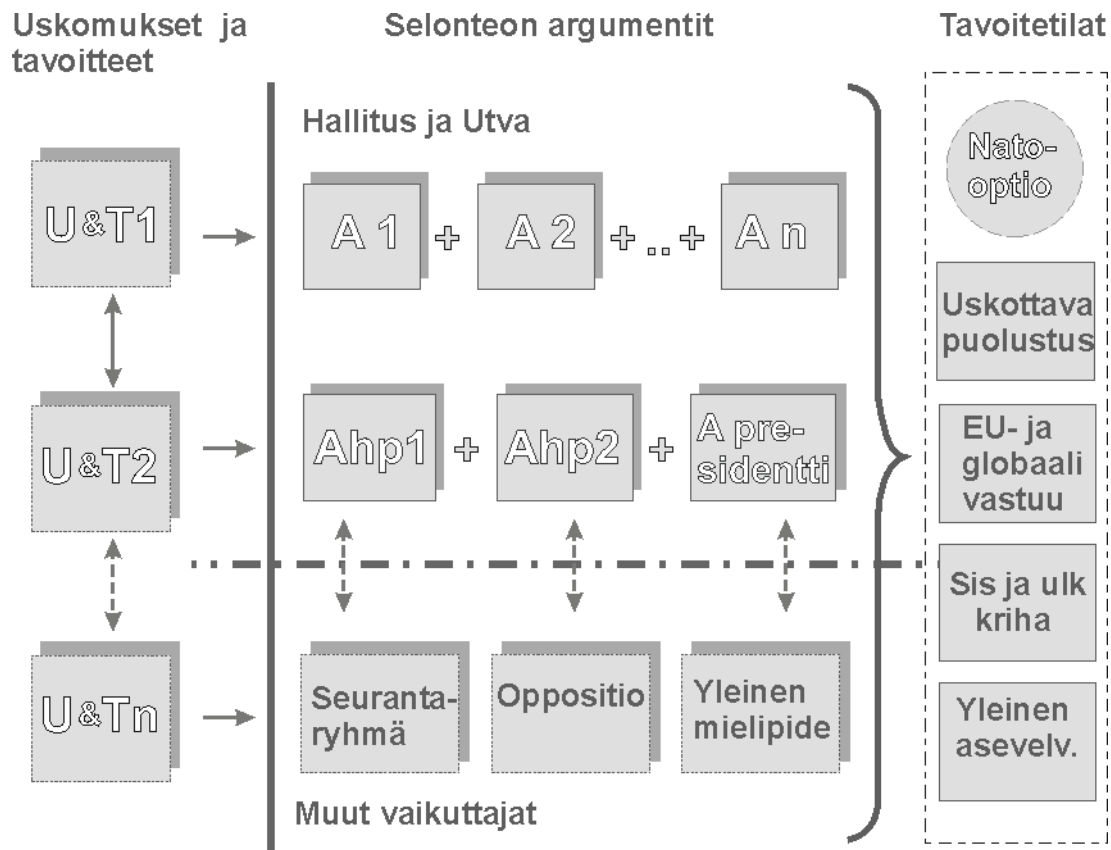 Uskomukset ja
tavoitteet
Selonteon argumentit
Tavoitetilat
Hallitus ja Utva
U&T1
A 1 + A 2 + .. + A n
U&T2
Ahp1 + Ahp2 + A pre-
sidentti
U&Tn
Seuranta-
ryhmä
Oppositio
Yleinen
mielipide
Muut vaikuttajat
Nato-
optio
Uskottava
puolustus
EU- ja
globaali
vastuu
Sis ja ulk
kriha
Yleinen
asevelv.